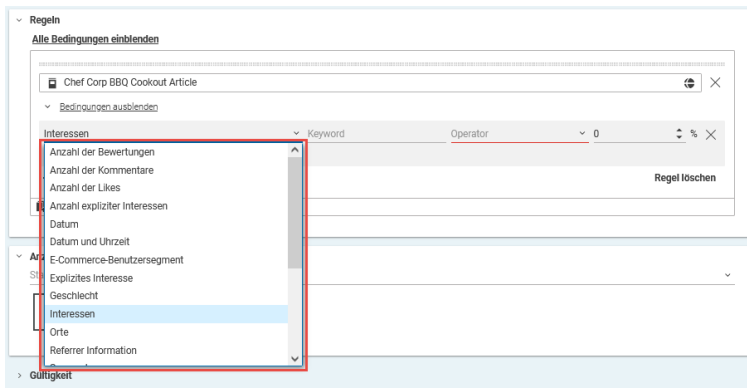 Regeln
Alle Bedingungen einblenden
Chef Corp BBQ Cookout Article
Bedingungen ausblenden
Interessen Keyword Operator 0 %
Anzahl der Bewertungen
Anzahl der Kommentare
Anzahl der Likes
Regel löschen
Anzahl expliziter Interessen
Datum
Datum und Uhrzeit
E-Commerce-Benutzersegment
Explizites Interesse
Geschlecht
Interessen
Orte
Referrer Information
Gültigkeit